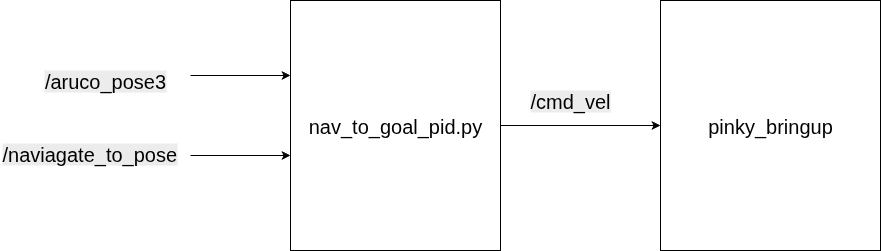 /aruco_pose3
/naviagate_to_pose
nav_to_goal_pid.py
/cmd_vel
pinky_bringup